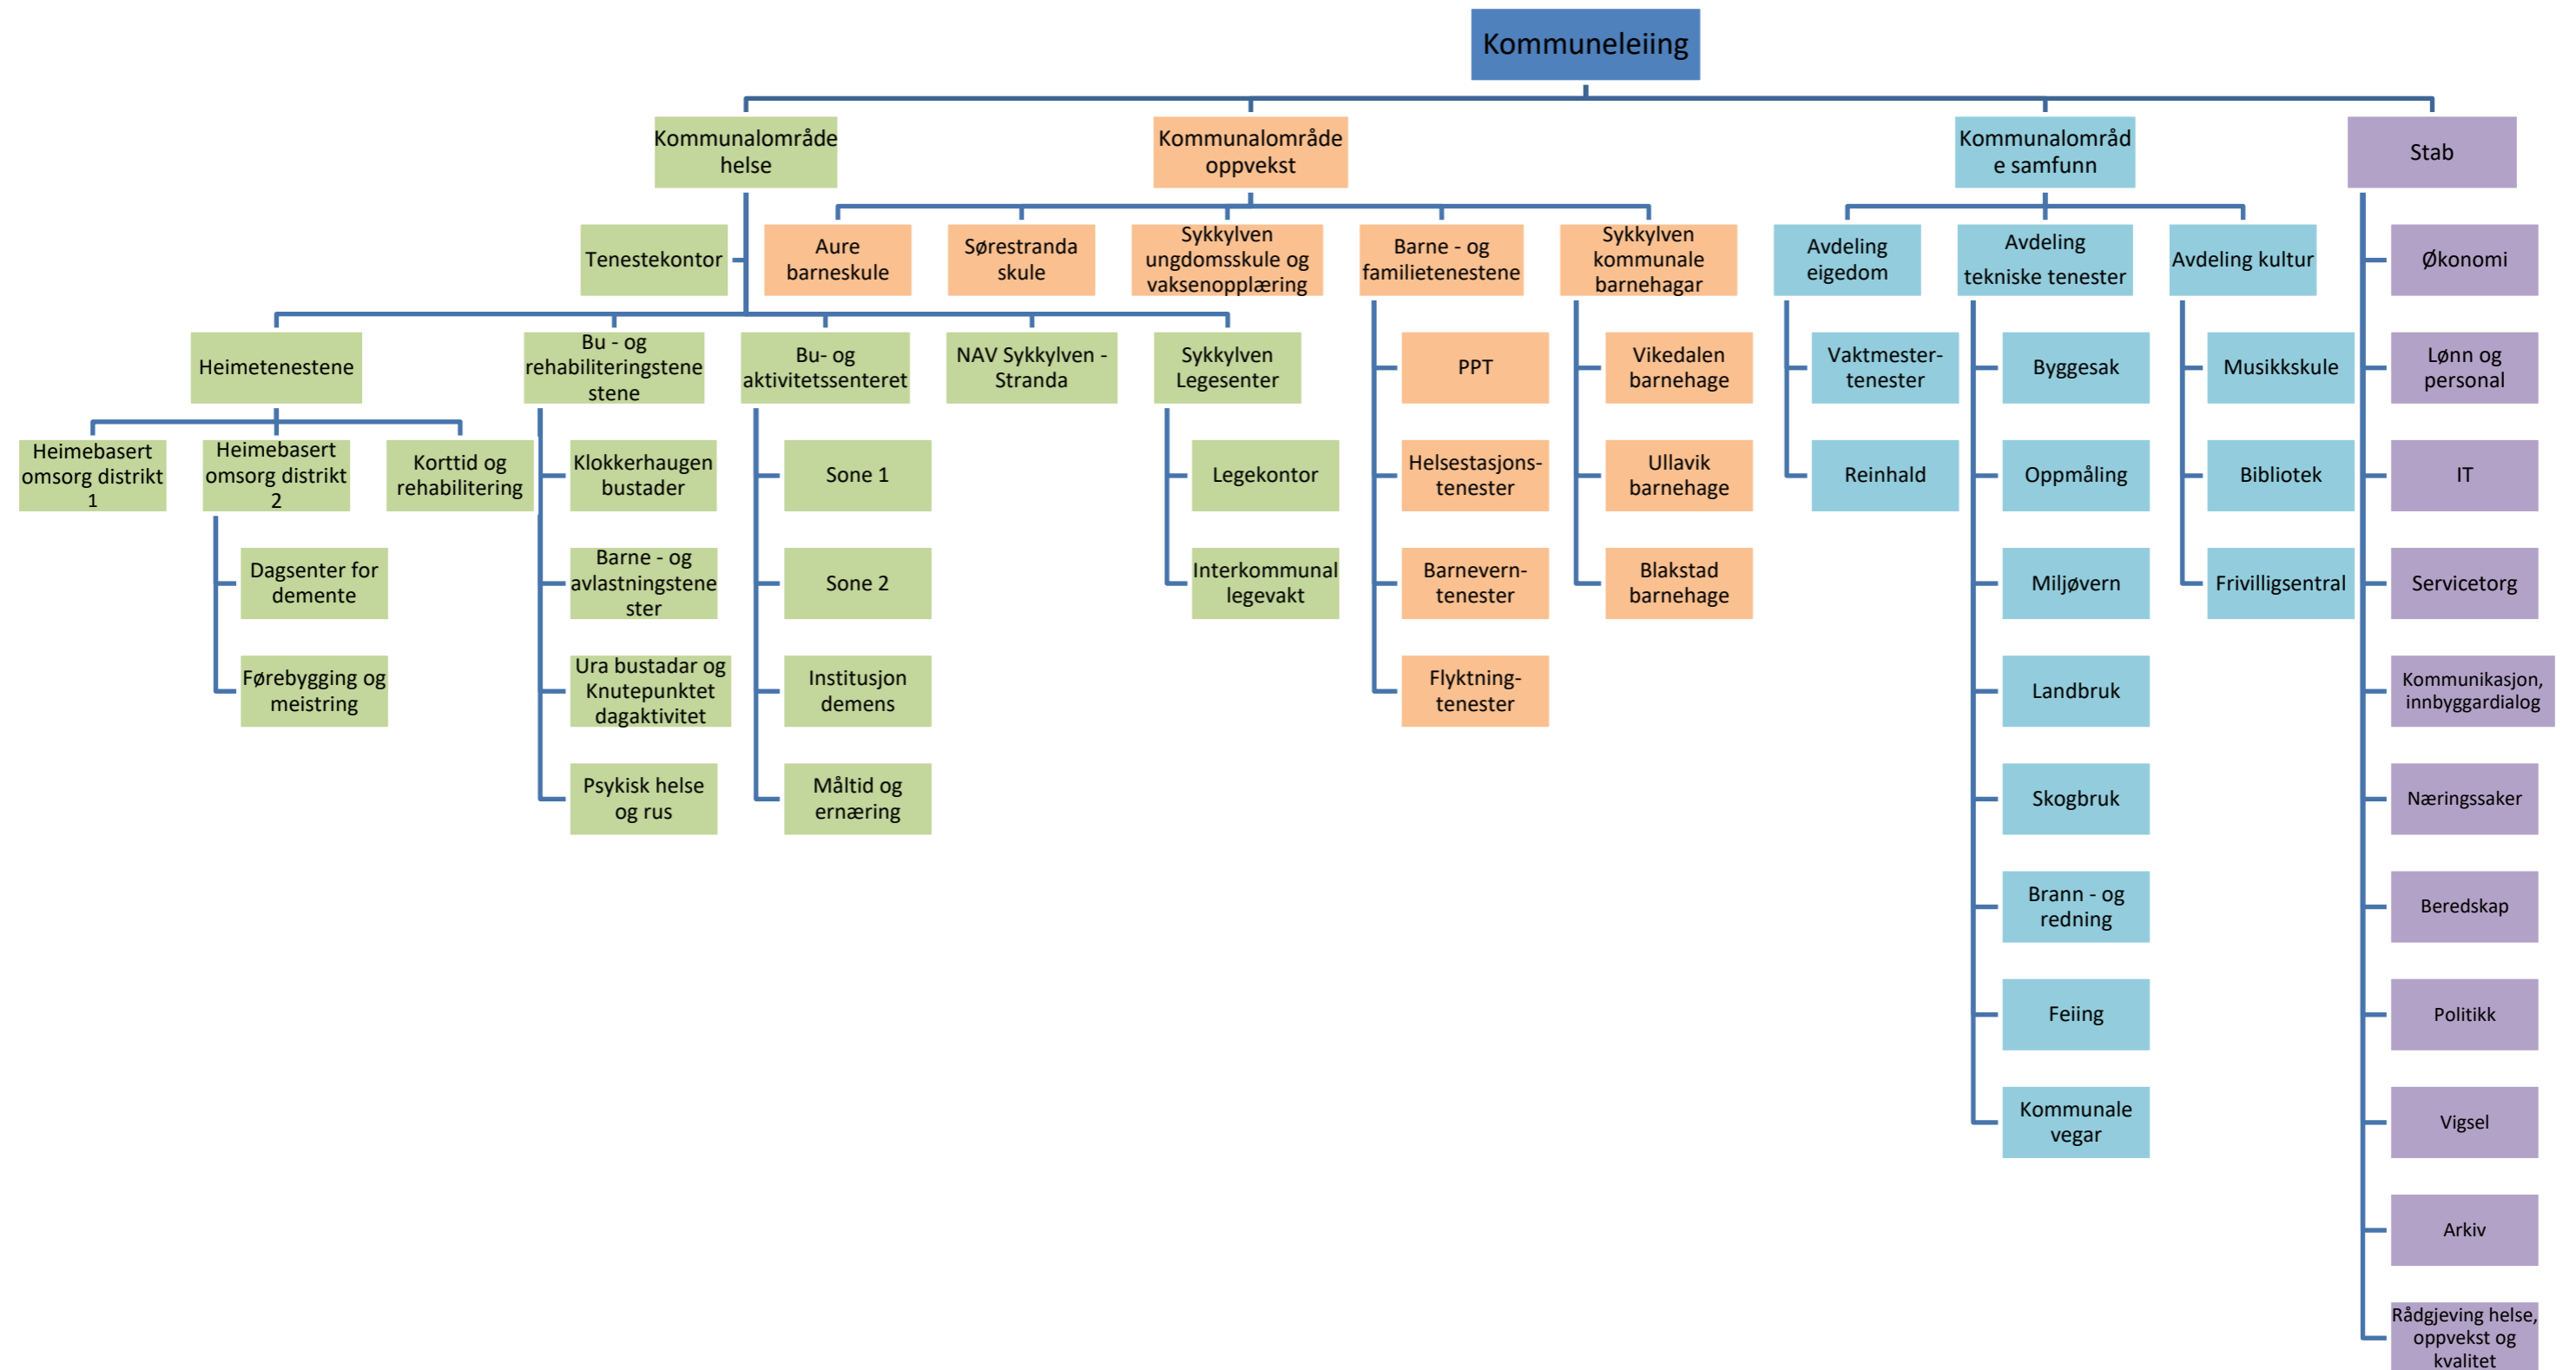 Kommuneleiing
Kommunalområde
helse
Kommunalområde
oppvekst
Kommunalområd
e samfunn
Stab
Tenestekontor
Aure
barneskule
Sørestranda
skule
Sykkylven
ungdomsskule og
vaksenopplæring
Barne - og
familietenestene
Sykkylven
kommunale
barnehagar
Avdeling
eigedom
Avdeling
tekniske tenester
Avdeling kultur
Økonomi
Heimetenestene
Bu - og
rehabiliteringstene
stene
Bu- og
aktivitetssenteret
NAV Sykkylven -
Stranda
Sykkylven
Legesenter
PPT
Vikedalen
barnehage
Vaktmester-
tenester
Byggesak
Musikkskule
Lønn og
personal
Heimebasert
omsorg distrikt
1
Heimebasert
omsorg distrikt
2
Korttid og
rehabilitering
Klokkerhaugen
bustader
Sone 1
Legekontor
Helsestasjons-
tenester
Ullavik
barnehage
Reinhald
Oppmåling
Bibliotek
IT
Dagsenter for
demente
Barne - og
avlastningstene
ster
Sone 2
Interkommunal
legevakt
Barnevern-
tenester
Blakstad
barnehage
Miljøvern
Frivilligsentral
Servicetorg
Førebygging og
meistring
Ura bustadar og
Knutepunktet
dagaktivitet
Institusjon
demens
Flyktning-
tenester
Landbruk
Kommunikasjon,
innbyggardialog
Psykisk helse
og rus
Måltid og
ernæring
Skogbruk
Næringssaker
Brann - og
redning
Beredskap
Feiing
Politikk
Kommunale
vegar
Vigsel
Arkiv
Rådgjeving helse,
oppvekst og
kvalitet